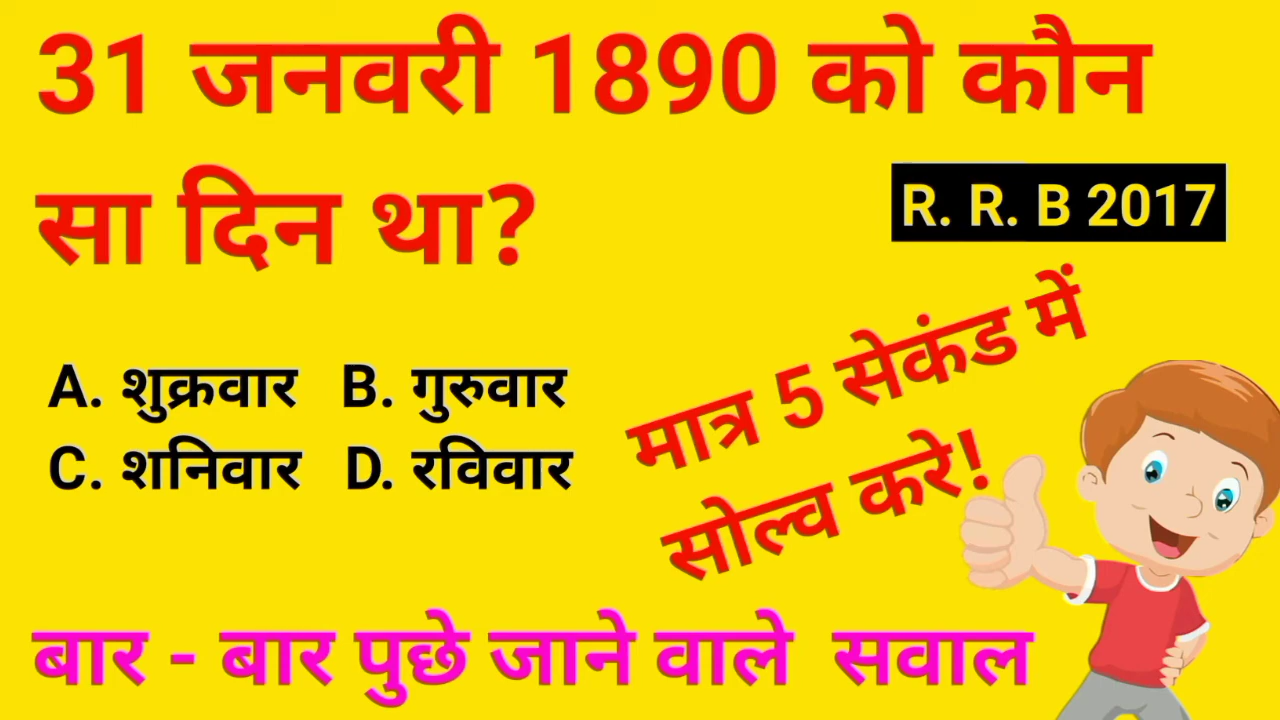 31 जनवरी 1890 को कौन
सा दिन था?
R. R. B 2017
A. शुक्रवार B. गुरुवार
C. शनिवार D. रविवार
मात्र 5 सेकंड में
सोल्व करे!
बार - बार पुछे जाने वाले सवाल